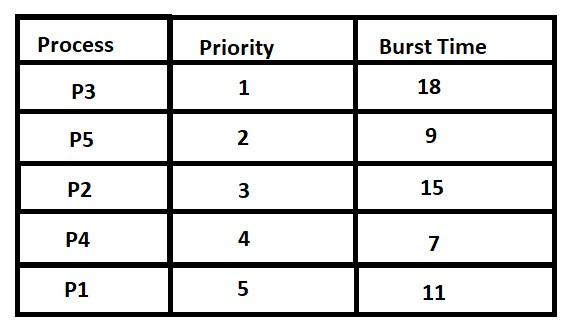 Process Priority Burst Time
P3 1 18
P5 2 9
P2 3 15
P4 4 7
P1 5 11